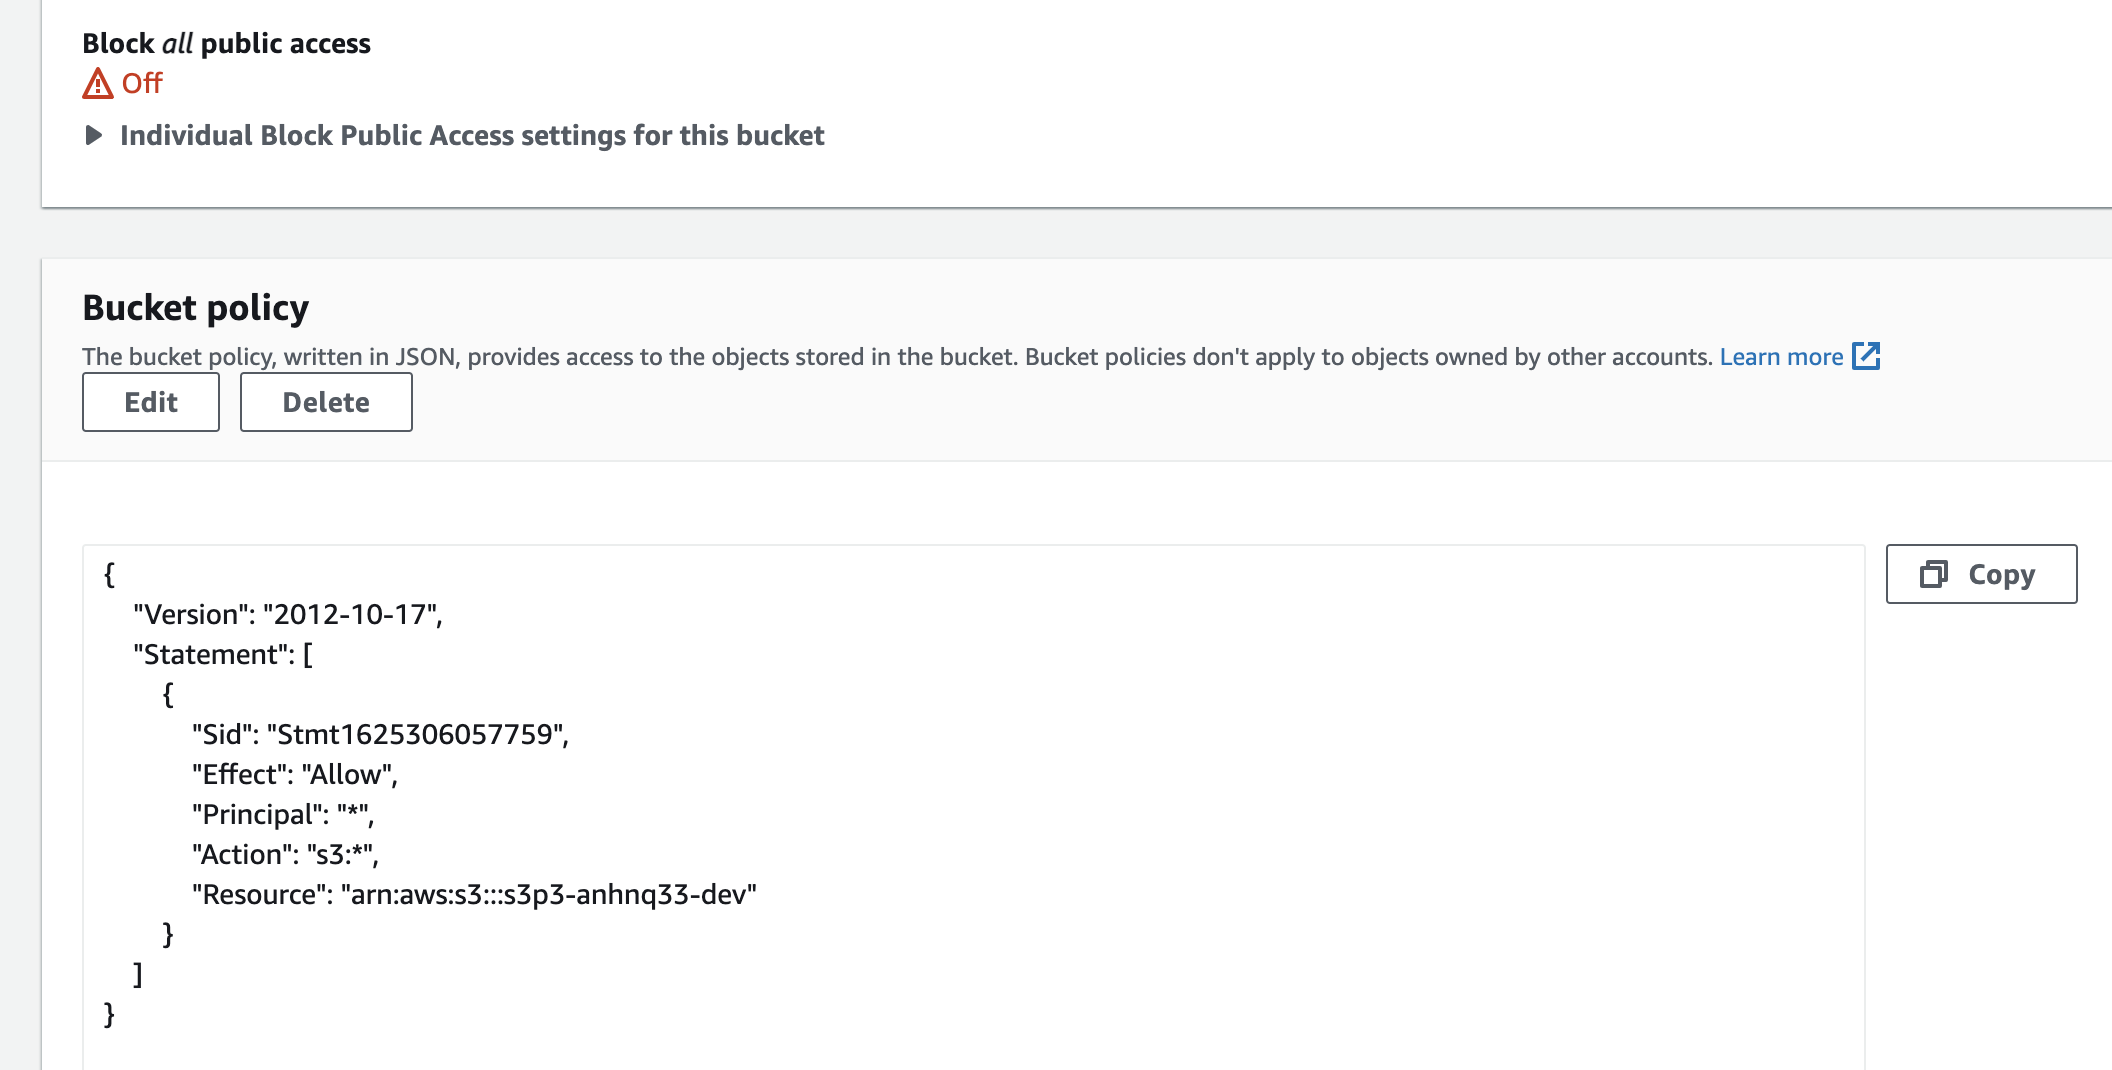 Block all public access
Off
Individual Block Public Access settings for this bucket
Bucket policy
The bucket policy, written in JSON, provides access to the objects stored in the bucket. Bucket policies don't apply to objects owned by other accounts. Learn more
Edit Delete
Copy
{
"Version": "2012-10-17",
"Statement": [
{
"Sid": "Stmt1625306057759",
"Effect": "Allow",
"Principal": "*",
"Action": "s3:*",
"Resource": "arn:aws:s3:::s3p3-anhnq33-dev"
}
]
}